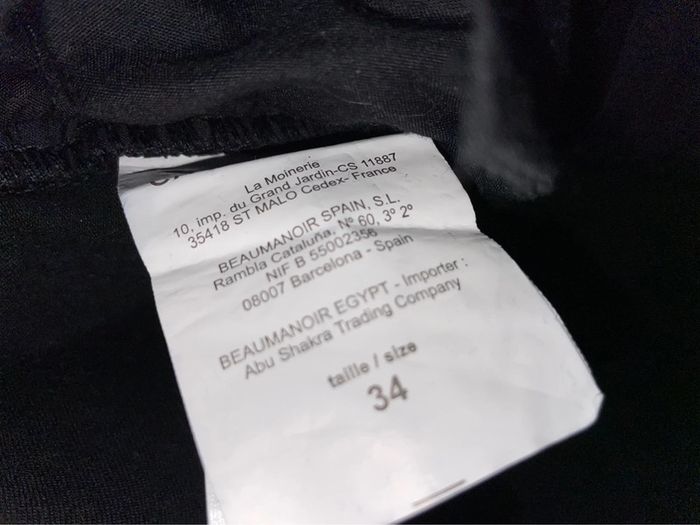 La Moinerie
10, imp. du Grand Jardin-CS 11887
35418 ST MALO Cedex- France
BEAUMANOIR SPAIN, S.L.
Rambla Cataluña, Nº 60, 3º 2º
NIF B 55002356
08007 Barcelona - Spain
BEAUMANOIR EGYPT - Importer :
Abu Shakra Trading Company
taille / size
34